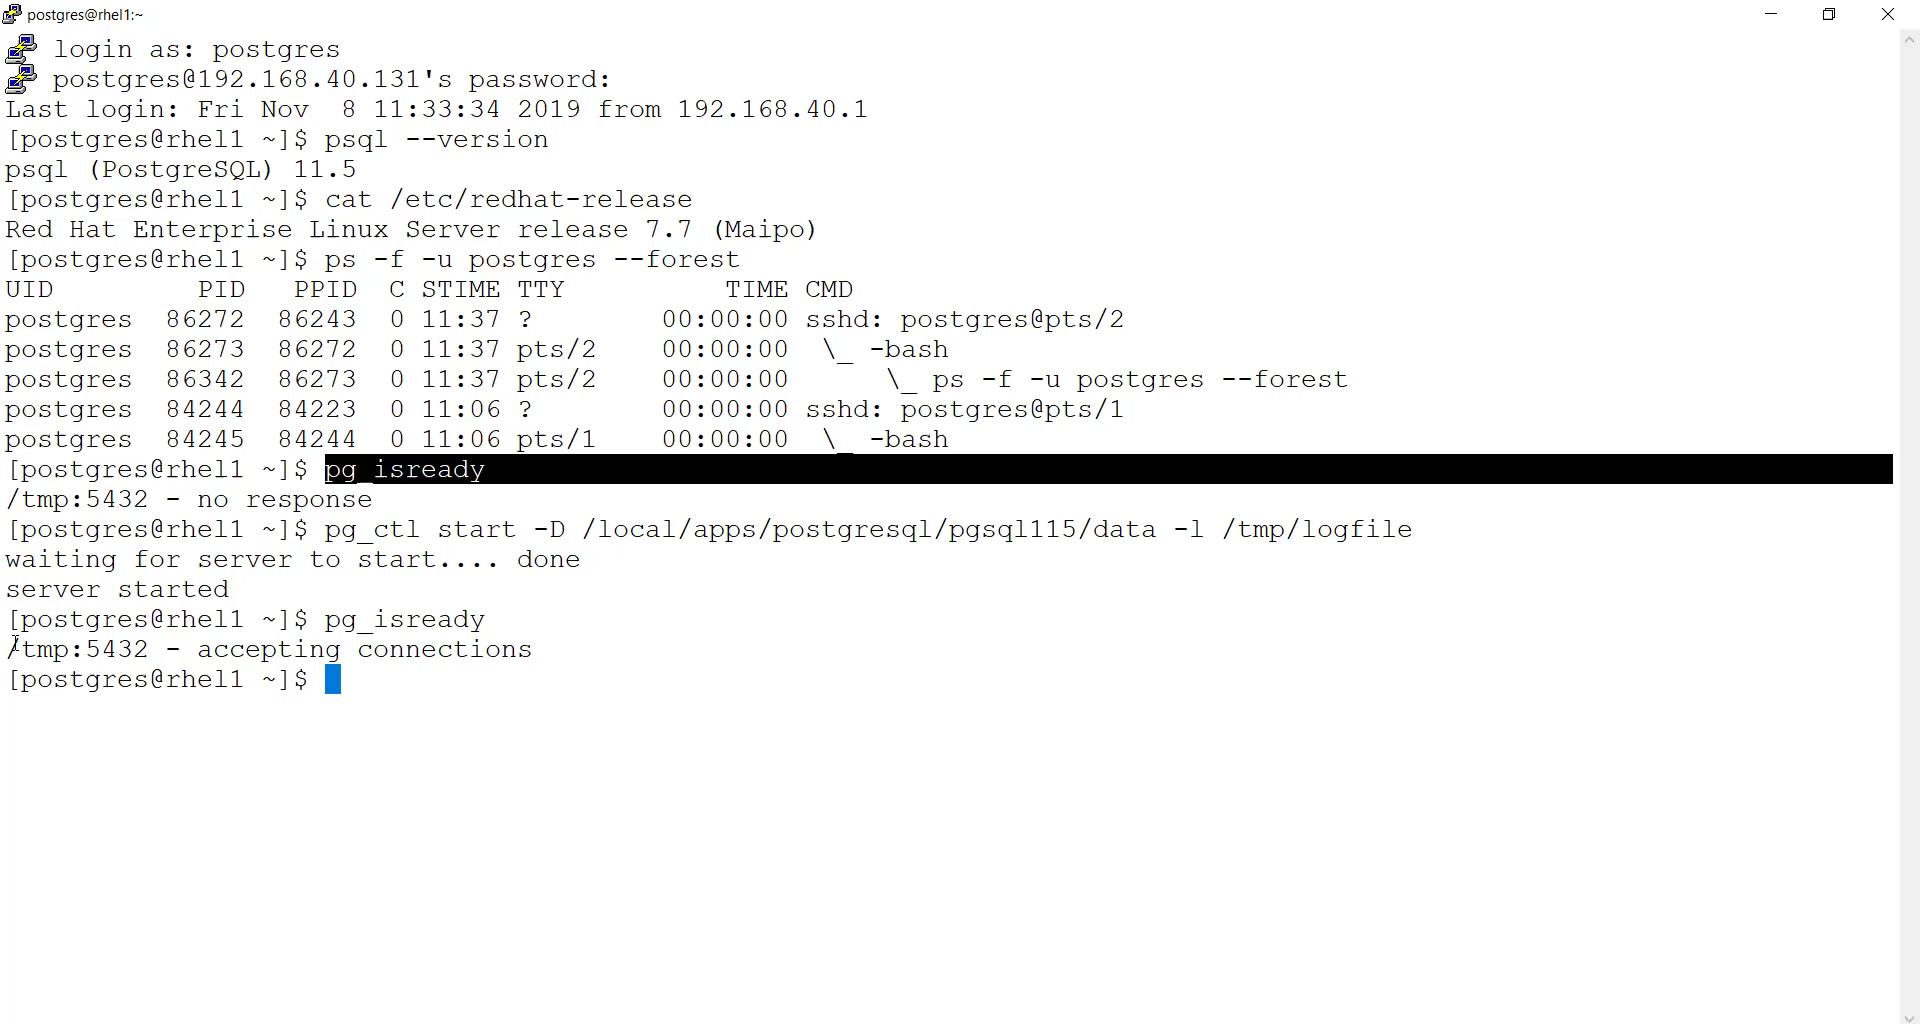 postgres@rhel1:~
login as: postgres
postgres@192.168.40.131's password:
Last login: Fri Nov  8 11:33:34 2019 from 192.168.40.1
[postgres@rhel1 ~]$ psql --version
psql (PostgreSQL) 11.5
[postgres@rhel1 ~]$ cat /etc/redhat-release
Red Hat Enterprise Linux Server release 7.7 (Maipo)
[postgres@rhel1 ~]$ ps -f -u postgres --forest
UID         PID   PPID  C STIME TTY          TIME CMD
postgres  86272  86243  0 11:37 ?        00:00:00 sshd: postgres@pts/2
postgres  86273  86272  0 11:37 pts/2    00:00:00  \_ -bash
postgres  86342  86273  0 11:37 pts/2    00:00:00      \_ ps -f -u postgres --forest
postgres  84244  84223  0 11:06 ?        00:00:00 sshd: postgres@pts/1
postgres  84245  84244  0 11:06 pts/1    00:00:00  \_ -bash
[postgres@rhel1 ~]$ pg_isready
/tmp:5432 - no response
[postgres@rhel1 ~]$ pg_ctl start -D /local/apps/postgresql/pgsql115/data -l /tmp/logfile
waiting for server to start.... done
server started
[postgres@rhel1 ~]$ pg_isready
/tmp:5432 - accepting connections
[postgres@rhel1 ~]$